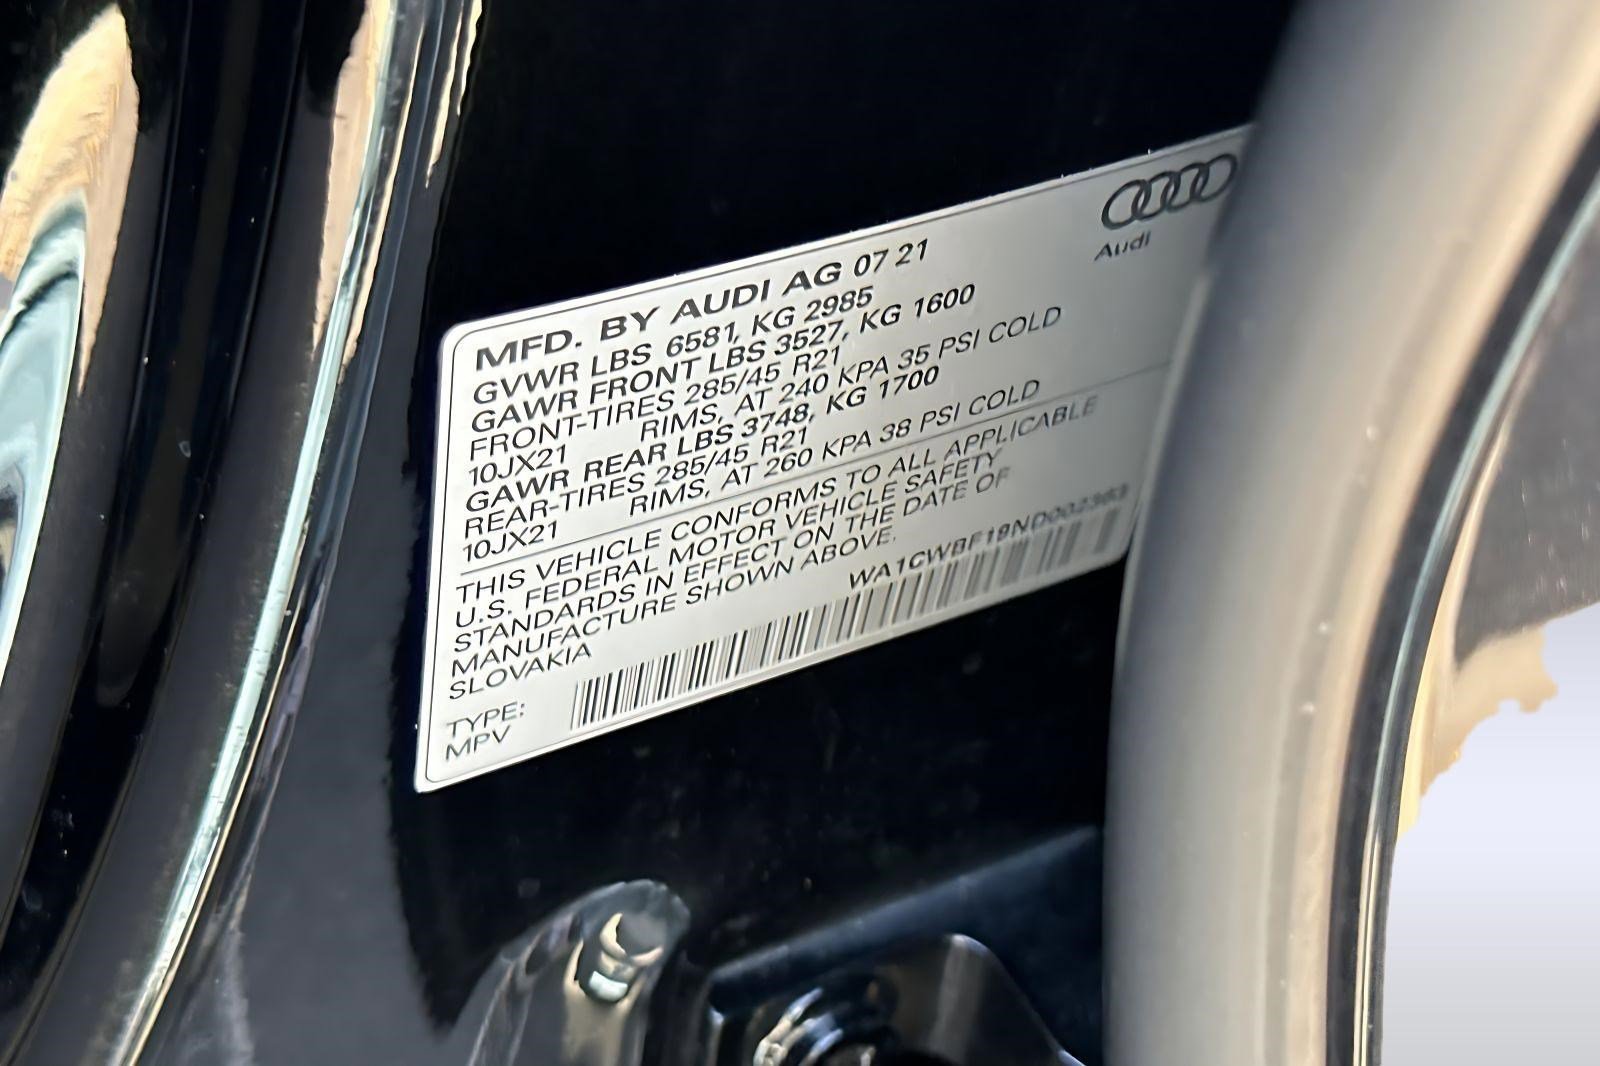 Audi
MFD. BY AUDI AG 07 21
GVWR LBS 6581, KG 2985
GAWR FRONT LBS 3527, KG 1600
FRONT-TIRES 285/45 R21
10JX21 RIMS, AT 240 KPA 35 PSI COLD
GAWR REAR LBS 3748, KG 1700
REAR-TIRES 285/45 R21
10JX21 RIMS, AT 260 KPA 38 PSI COLD
THIS VEHICLE CONFORMS TO ALL APPLICABLE
U.S. FEDERAL MOTOR VEHICLE SAFETY
STANDARDS IN EFFECT ON THE DATE OF
MANUFACTURE SHOWN ABOVE.
SLOVAKIA
TYPE:
MPV